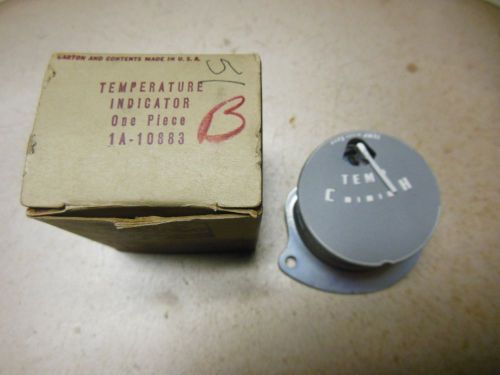 CARTON AND CONTENTS MADE IN U.S.A.
5
TEMPERATURE
INDICATOR
One Piece
1A-10883
B
TEMP
C H